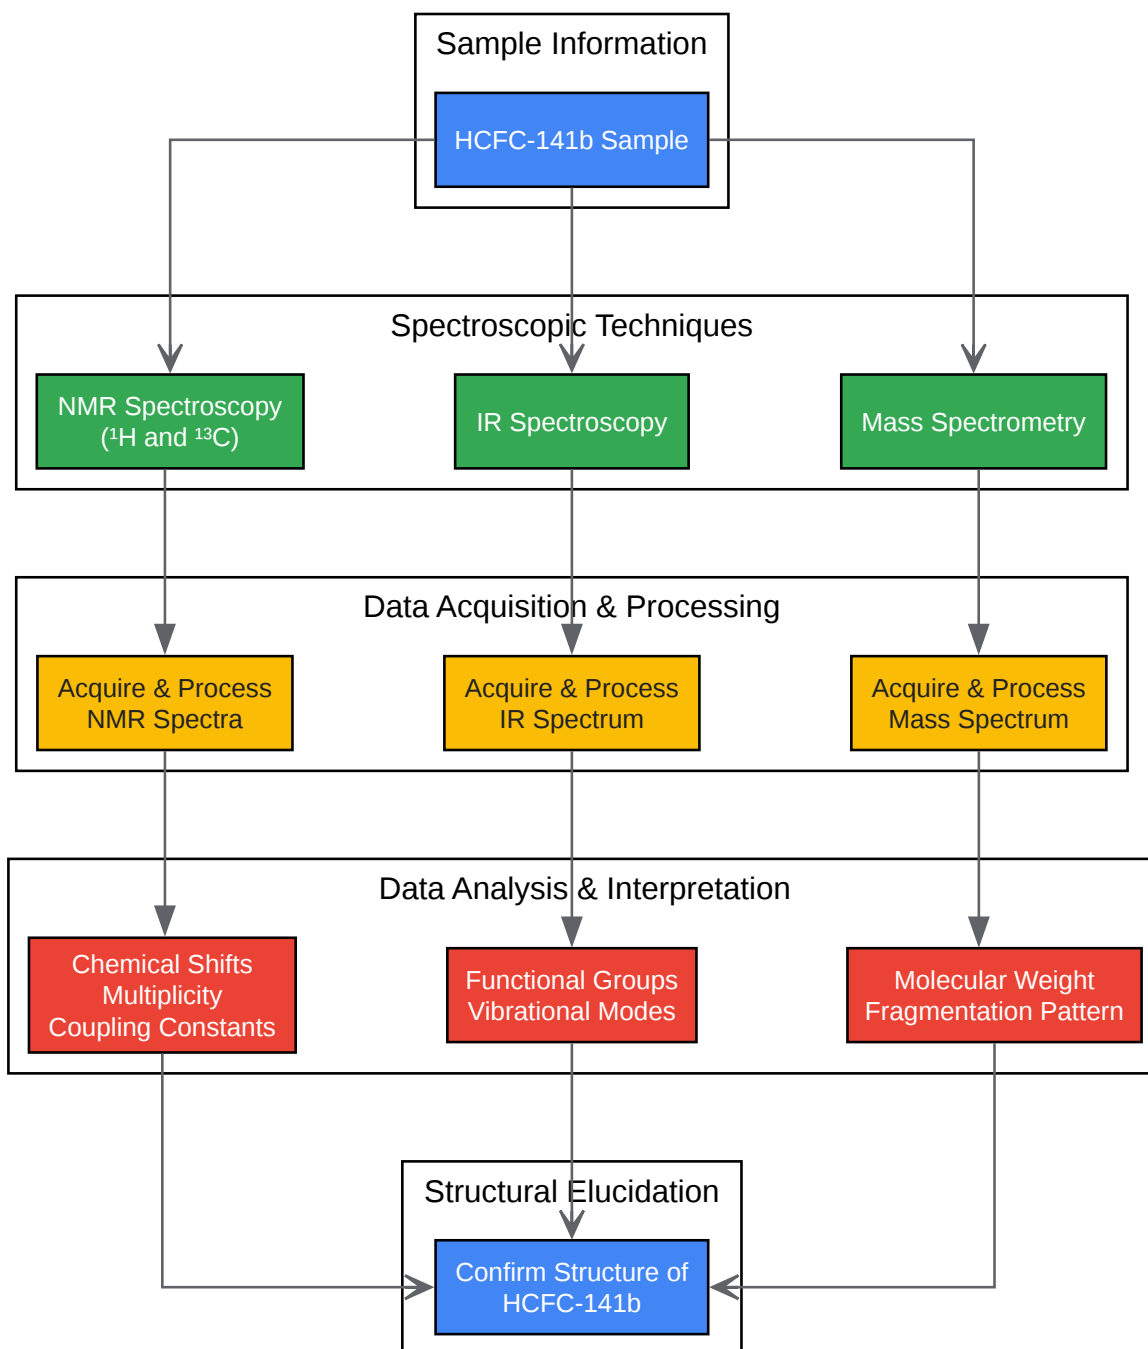 Sample Information
HCFC-141b Sample
Spectroscopic Techniques
NMR Spectroscopy
(¹H and ¹³C)
IR Spectroscopy
Mass Spectrometry
Data Acquisition & Processing
Acquire & Process
NMR Spectra
Acquire & Process
IR Spectrum
Acquire & Process
Mass Spectrum
Data Analysis & Interpretation
Chemical Shifts
Multiplicity
Coupling Constants
Functional Groups
Vibrational Modes
Molecular Weight
Fragmentation Pattern
Structural Elucidation
Confirm Structure of
HCFC-141b